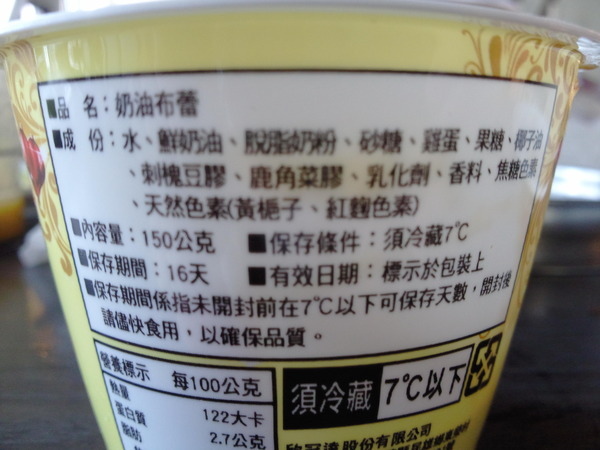 ■品 名：奶油布蕾
■成 份：水、鮮奶油、脫脂奶粉、砂糖、雞蛋、果糖、椰子油
、刺槐豆膠、鹿角菜膠、乳化劑、香料、焦糖色素
、天然色素(黃梔子、紅麴色素)
■內容量：150公克 ■保存條件：須冷藏7℃
■保存期間：16天 ■有效日期：標示於包裝上
■保存期間係指未開封前在7℃以下可保存天數，開封後
請儘快食用，以確保品質。
營養標示 每100公克
熱量 122大卡
蛋白質 2.7公克
脂肪
須冷藏 7℃以下
股份有限公司